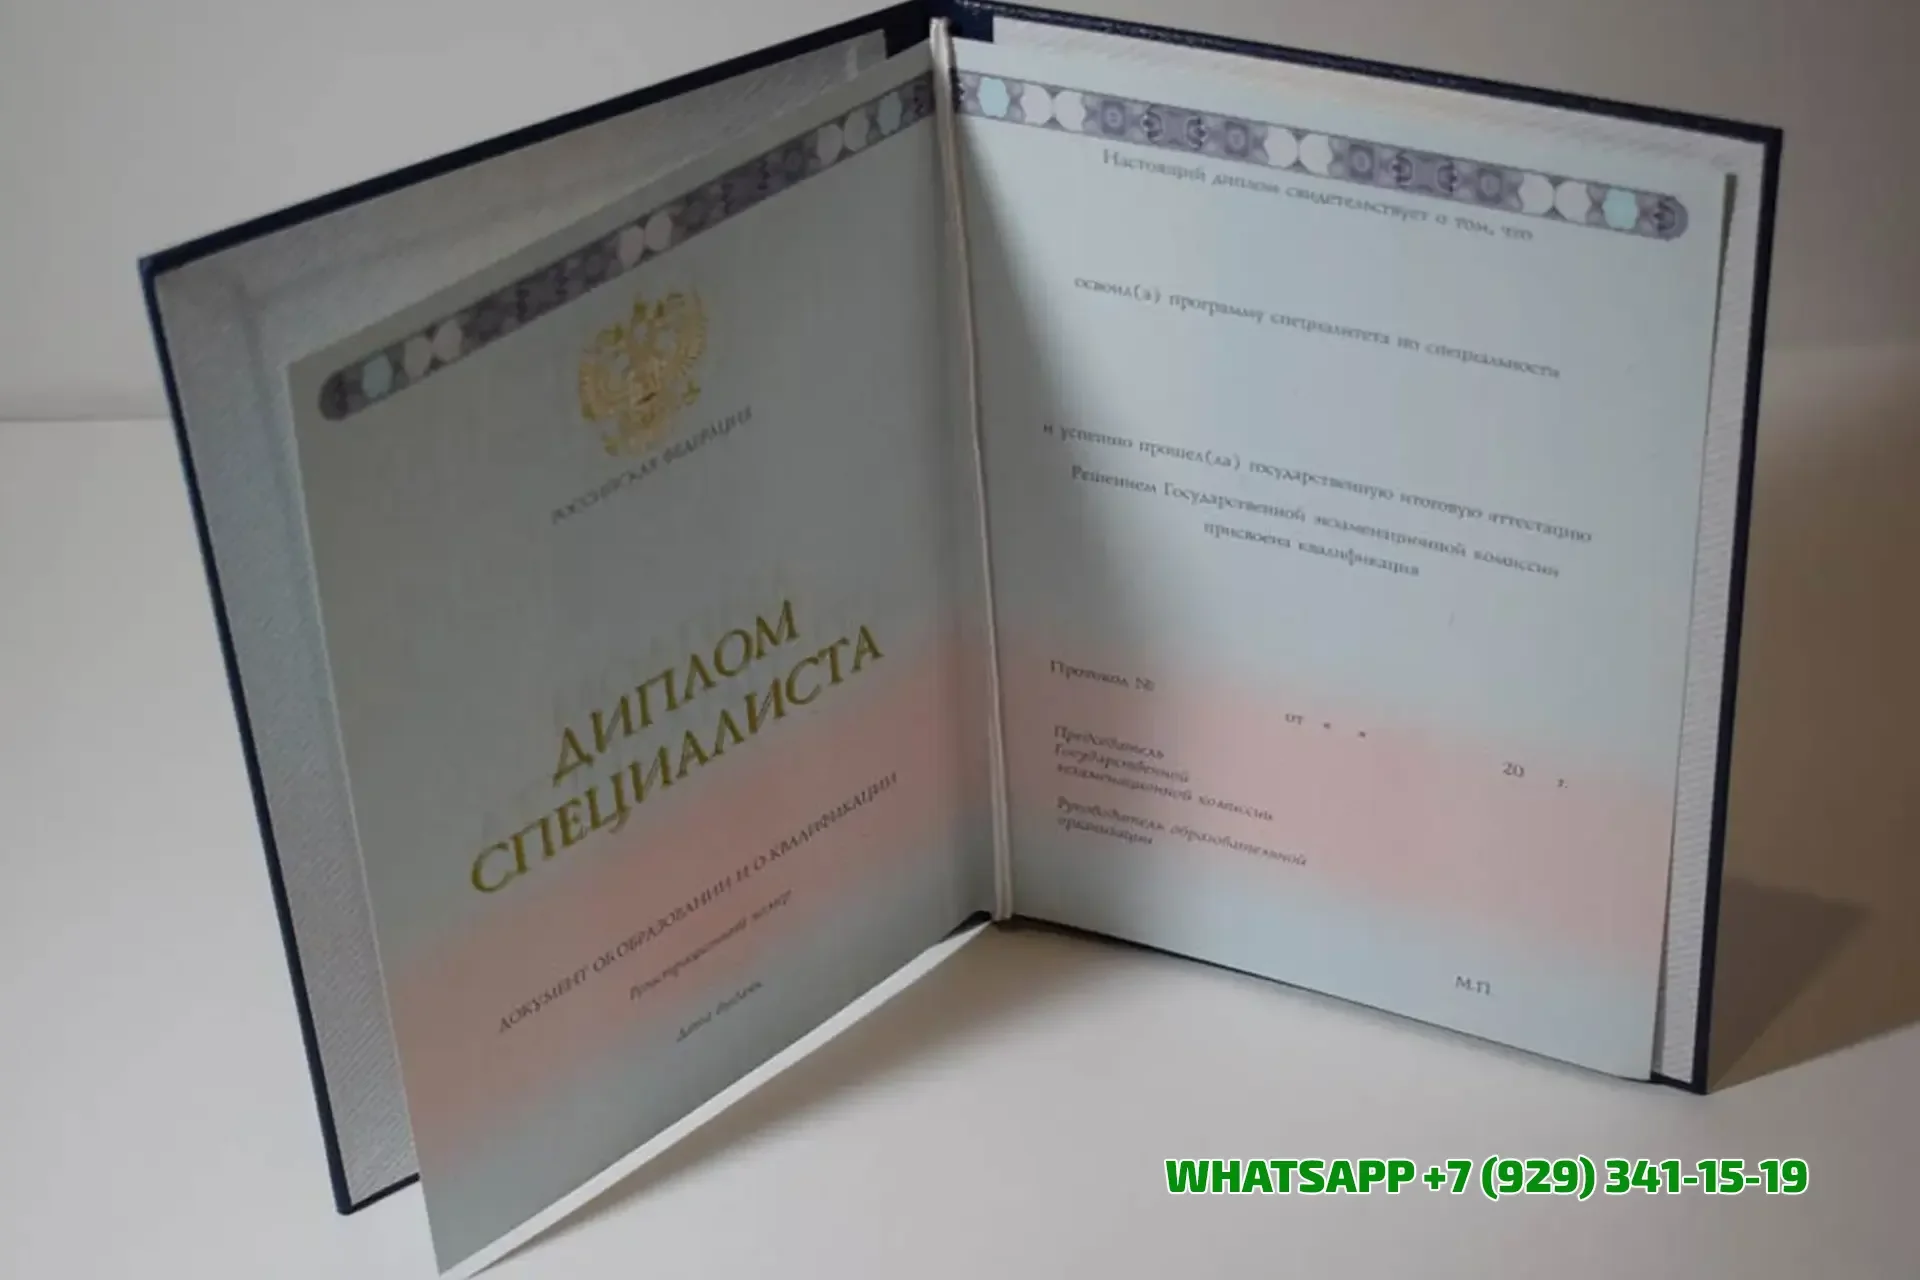 РОССИЙСКАЯ ФЕДЕРАЦИЯ
ДИПЛОМ
СПЕЦИАЛИСТА
ДОКУМЕНТ ОБ ОБРАЗОВАНИИ И О КВАЛИФИКАЦИИ
Регистрационный номер
Дата выдачи
Настоящий диплом свидетельствует о том, что
освоил(а) программу специалитета по специальности
и успешно прошел(ла) государственную итоговую аттестацию
Решением Государственной экзаменационной комиссии
присвоена квалификация
Протокол №
от « »
20 г.
Председатель
Государственной
экзаменационной комиссии
Руководитель образовательной
организации
М.П.
WHATSAPP +7 (929) 341-15-19